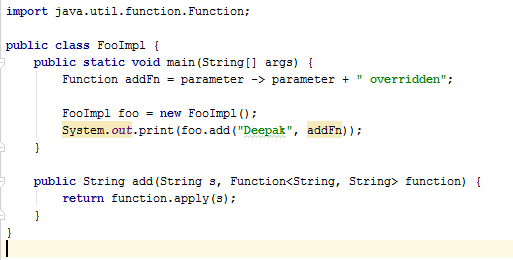 import java.util.function.Function;
public class FooImpl {
public static void main(String[] args) {
Function addFn = parameter -> parameter + " overridden";
FooImpl foo = new FooImpl();
System.out.print(foo.add("Deepak", addFn));
}
public String add(String s, Function<String, String> function) {
return function.apply(s);
}
}